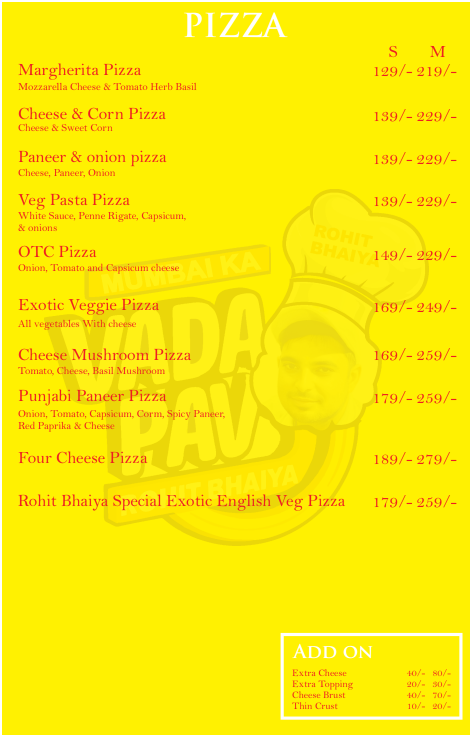 PIZZA
S M
Margherita Pizza 129/- 219/-
Mozzarella Cheese & Tomato Herb Basil
Cheese & Corn Pizza 139/- 229/-
Cheese & Sweet Corn
Paneer & onion pizza 139/- 229/-
Cheese, Paneer, Onion
Veg Pasta Pizza 139/- 229/-
White Sauce, Penne Rigate, Capsicum,
& onions
OTC Pizza 149/- 229/-
Onion, Tomato and Capsicum cheese
Exotic Veggie Pizza 169/- 249/-
All vegetables With cheese
Cheese Mushroom Pizza 169/- 259/-
Tomato, Cheese, Basil Mushroom
Punjabi Paneer Pizza 179/- 259/-
Onion, Tomato, Capsicum, Corm, Spicy Paneer,
Red Paprika & Cheese
Four Cheese Pizza 189/- 279/-
Rohit Bhaiya Special Exotic English Veg Pizza 179/- 259/-
ROHIT
BHAIYA
MUMBAI KA
VADA
PAV
ROHIT BHAIYA
ADD ON
Extra Cheese 40/- 80/-
Extra Topping 20/- 30/-
Cheese Brust 40/- 70/-
Thin Crust 10/- 20/-